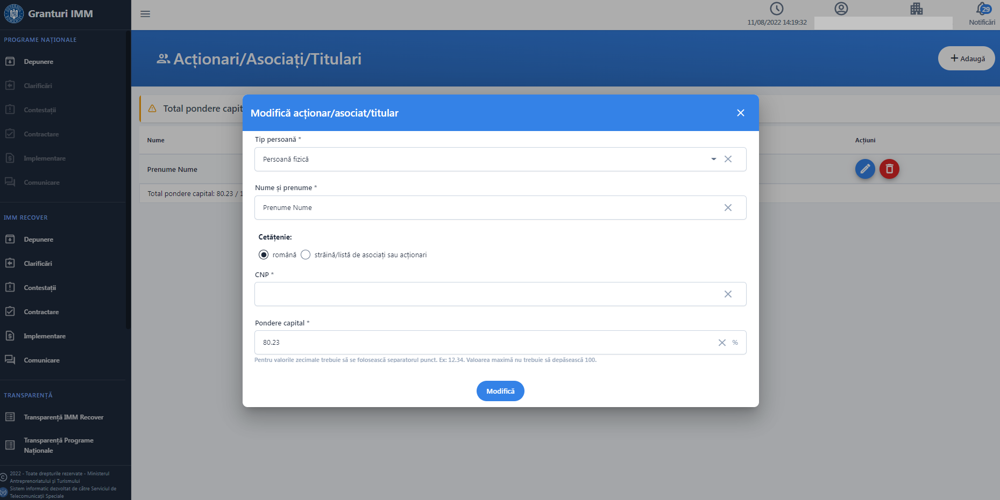 Granturi IMM
11/08/2022 14:19:32
29
Notificări
PROGRAME NAȚIONALE
Depunere
Clarificări
Contestații
Contractare
Implementare
Comunicare
IMM RECOVER
Depunere
Clarificări
Contestații
Contractare
Implementare
Comunicare
TRANSPARENȚĂ
Transparență IMM Recover
Transparență Programe
Naționale
2022 - Toate drepturile rezervate - Ministerul
Antreprenoriatului și Turismului
Sistem informatic dezvoltat de către Serviciul de
Telecomunicații Speciale
Acționari/Asociați/Titulari
+ Adaugă
Total pondere capit
Nume
Acțiuni
Prenume Nume
Total pondere capital: 80.23 / 1
Modifică acționar/asociat/titular
Tip persoană *
Persoană fizică
Nume și prenume *
Prenume Nume
Cetățenie:
română străină/listă de asociați sau acționari
CNP *
Pondere capital *
80.23 %
Pentru valorile zecimale trebuie să se folosească separatorul punct. Ex: 12.34. Valoarea maximă nu trebuie să depăsească 100.
Modifică